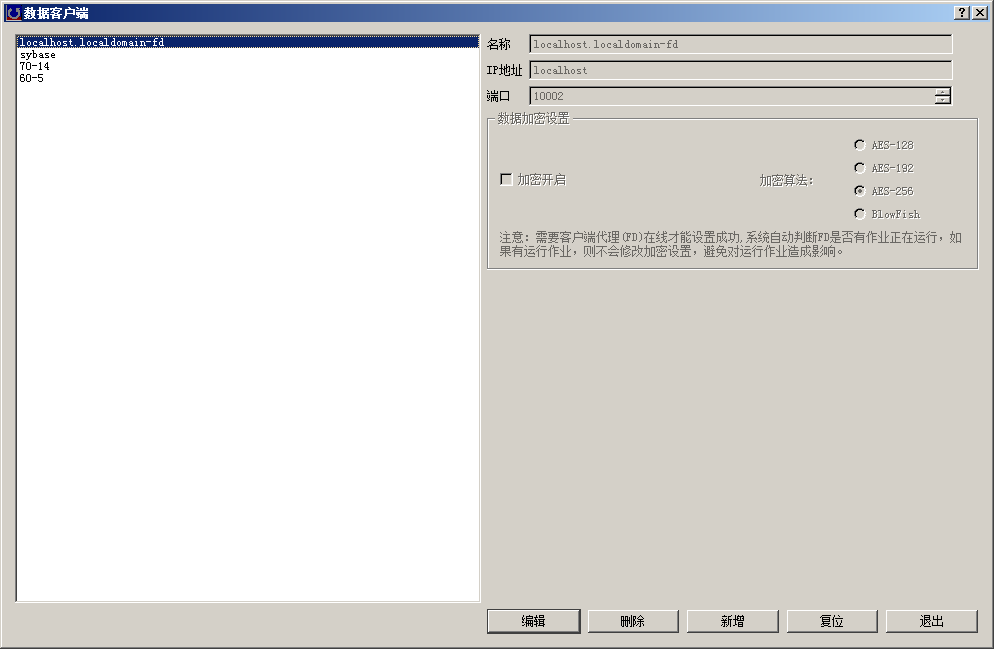 数据客户端
localhost.localdomain-fd
sybase
70-14
60-5
名称 localhost.localdomain-fd
IP地址 localhost
端口 10002
数据加密设置
加密开启
加密算法:
AES-128
AES-192
AES-256
BlowFish
注意: 需要客户端代理(FD)在线才能设置成功,系统自动判断FD是否有作业正在运行，如
果有运行作业，则不会修改加密设置，避免对运行作业造成影响。
编辑 删除 新增 复位 退出